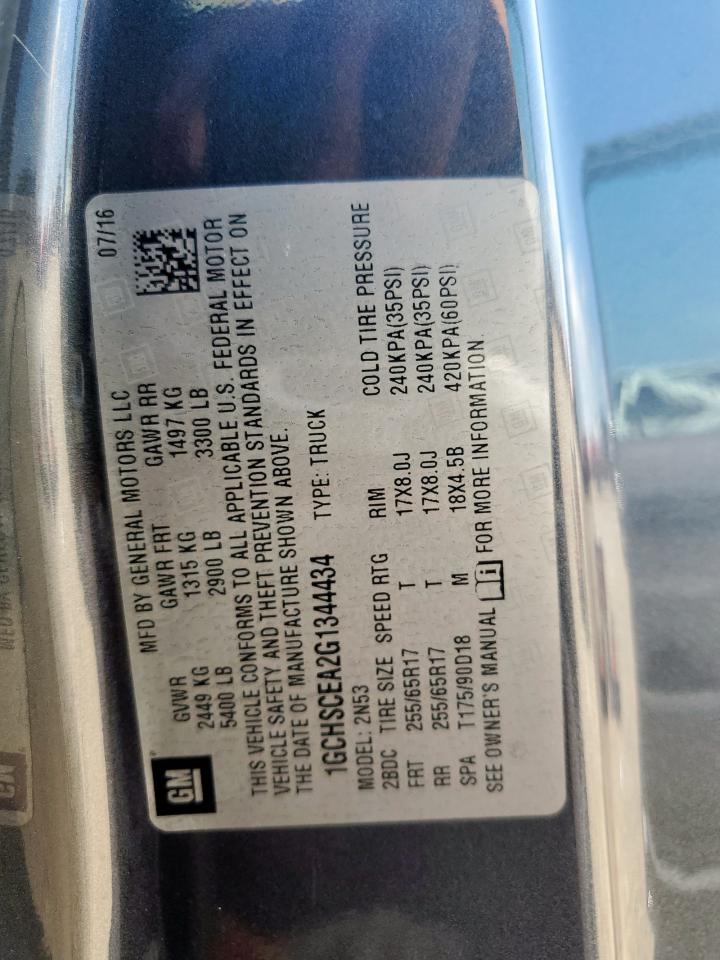 GM
MFD BY GENERAL MOTORS LLC 07/16
GVWR GAWR FRT GAWR RR
2449 KG 1315 KG 1497 KG
5400 LB 2900 LB 3300 LB
THIS VEHICLE CONFORMS TO ALL APPLICABLE U.S. FEDERAL MOTOR
VEHICLE SAFETY AND THEFT PREVENTION STANDARDS IN EFFECT ON
THE DATE OF MANUFACTURE SHOWN ABOVE.
1GCHSCEA2G1344434 TYPE: TRUCK
MODEL: 2N53
2BDC TIRE SIZE SPEED RTG RIM COLD TIRE PRESSURE
FRT 255/65R17 T 17X8.0J 240KPA(35PSI)
RR 255/65R17 T 17X8.0J 240KPA(35PSI)
SPA T175/90D18 M 18X4.5B 420KPA(60PSI)
SEE OWNER'S MANUAL i FOR MORE INFORMATION